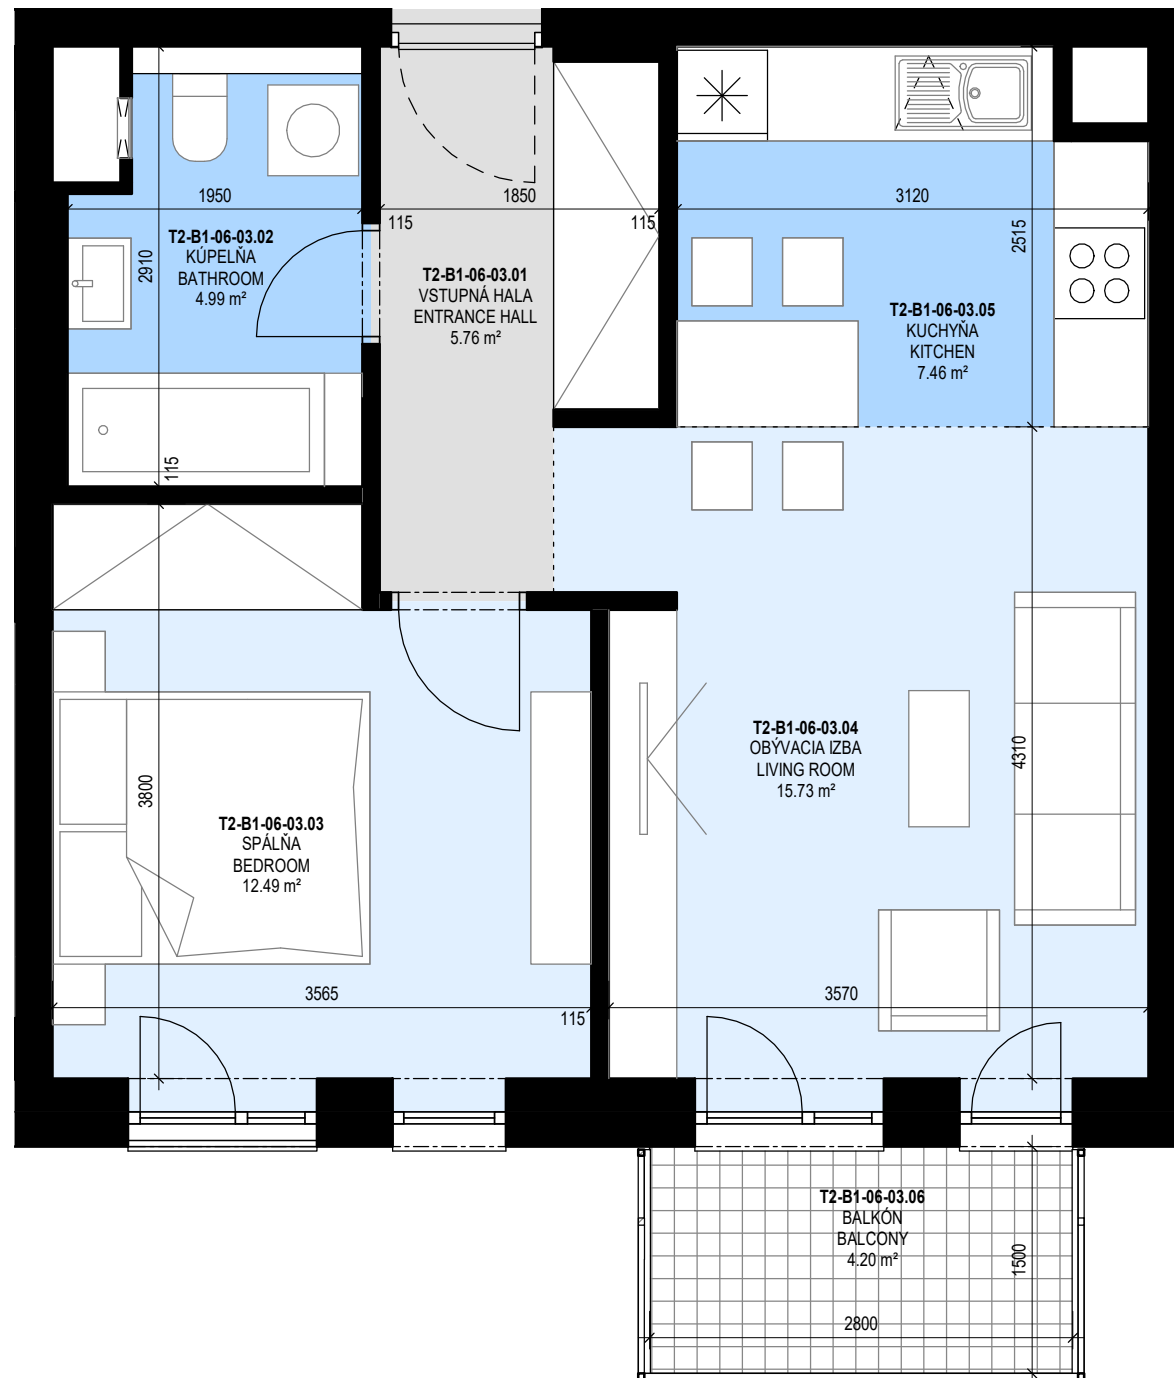 1950
2910
T2-B1-06-03.02
KÚPEĽŇA
BATHROOM
4.99 m²
115
1850
115
115
T2-B1-06-03.01
VSTUPNÁ HALA
ENTRANCE HALL
5.76 m²
3120
2515
T2-B1-06-03.05
KUCHYŇA
KITCHEN
7.46 m²
3800
T2-B1-06-03.03
SPÁLŇA
BEDROOM
12.49 m²
3565
115
T2-B1-06-03.04
OBÝVACIA IZBA
LIVING ROOM
15.73 m²
4310
3570
T2-B1-06-03.06
BALKÓN
BALCONY
4.20 m²
1500
2800